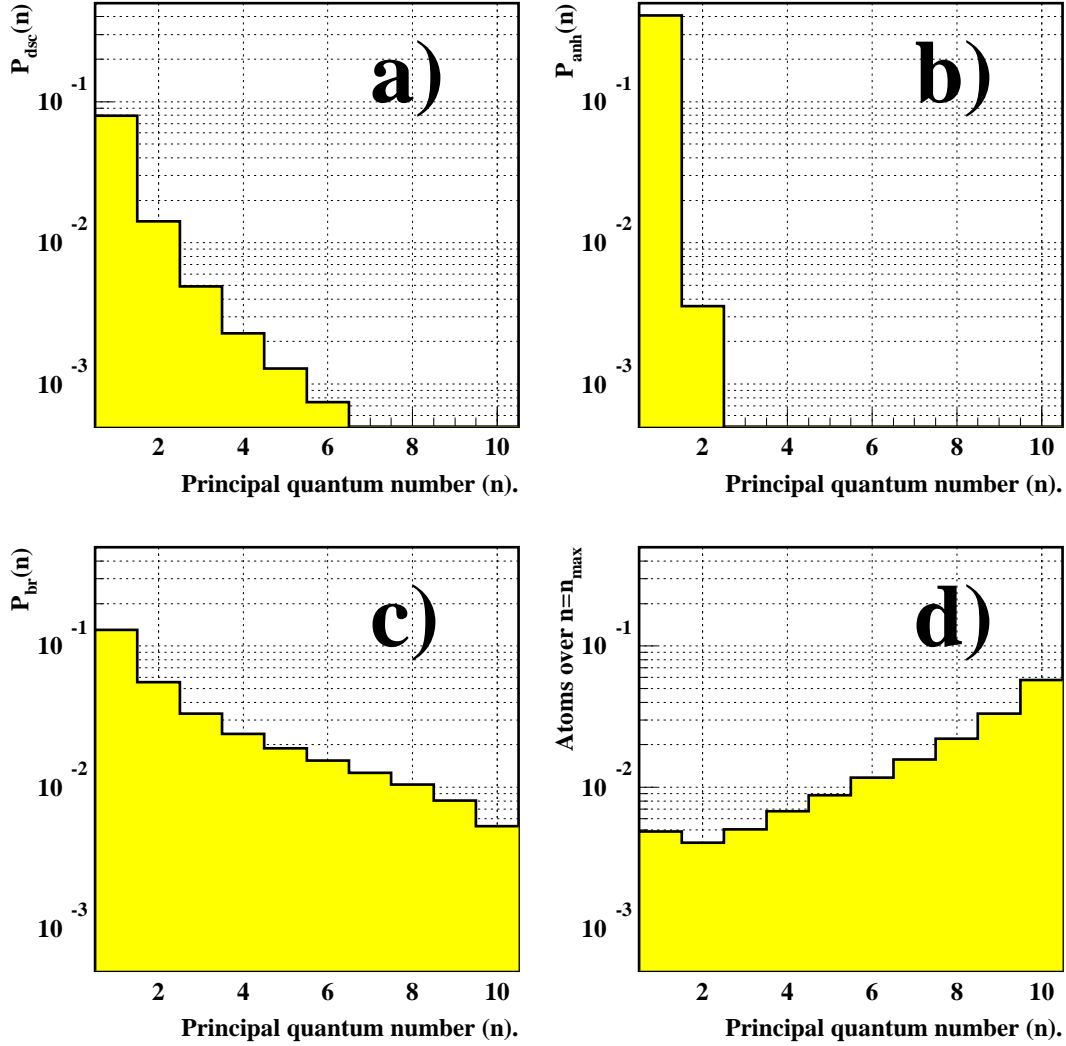 P_dsc(n)
a)
10^-1
10^-2
10^-3
2 4 6 8 10
Principal quantum number (n).
P_anh(n)
b)
10^-1
10^-2
10^-3
2 4 6 8 10
Principal quantum number (n).
P_br(n)
c)
10^-1
10^-2
10^-3
2 4 6 8 10
Principal quantum number (n).
Atoms over n=n_max
d)
10^-1
10^-2
10^-3
2 4 6 8 10
Principal quantum number (n).